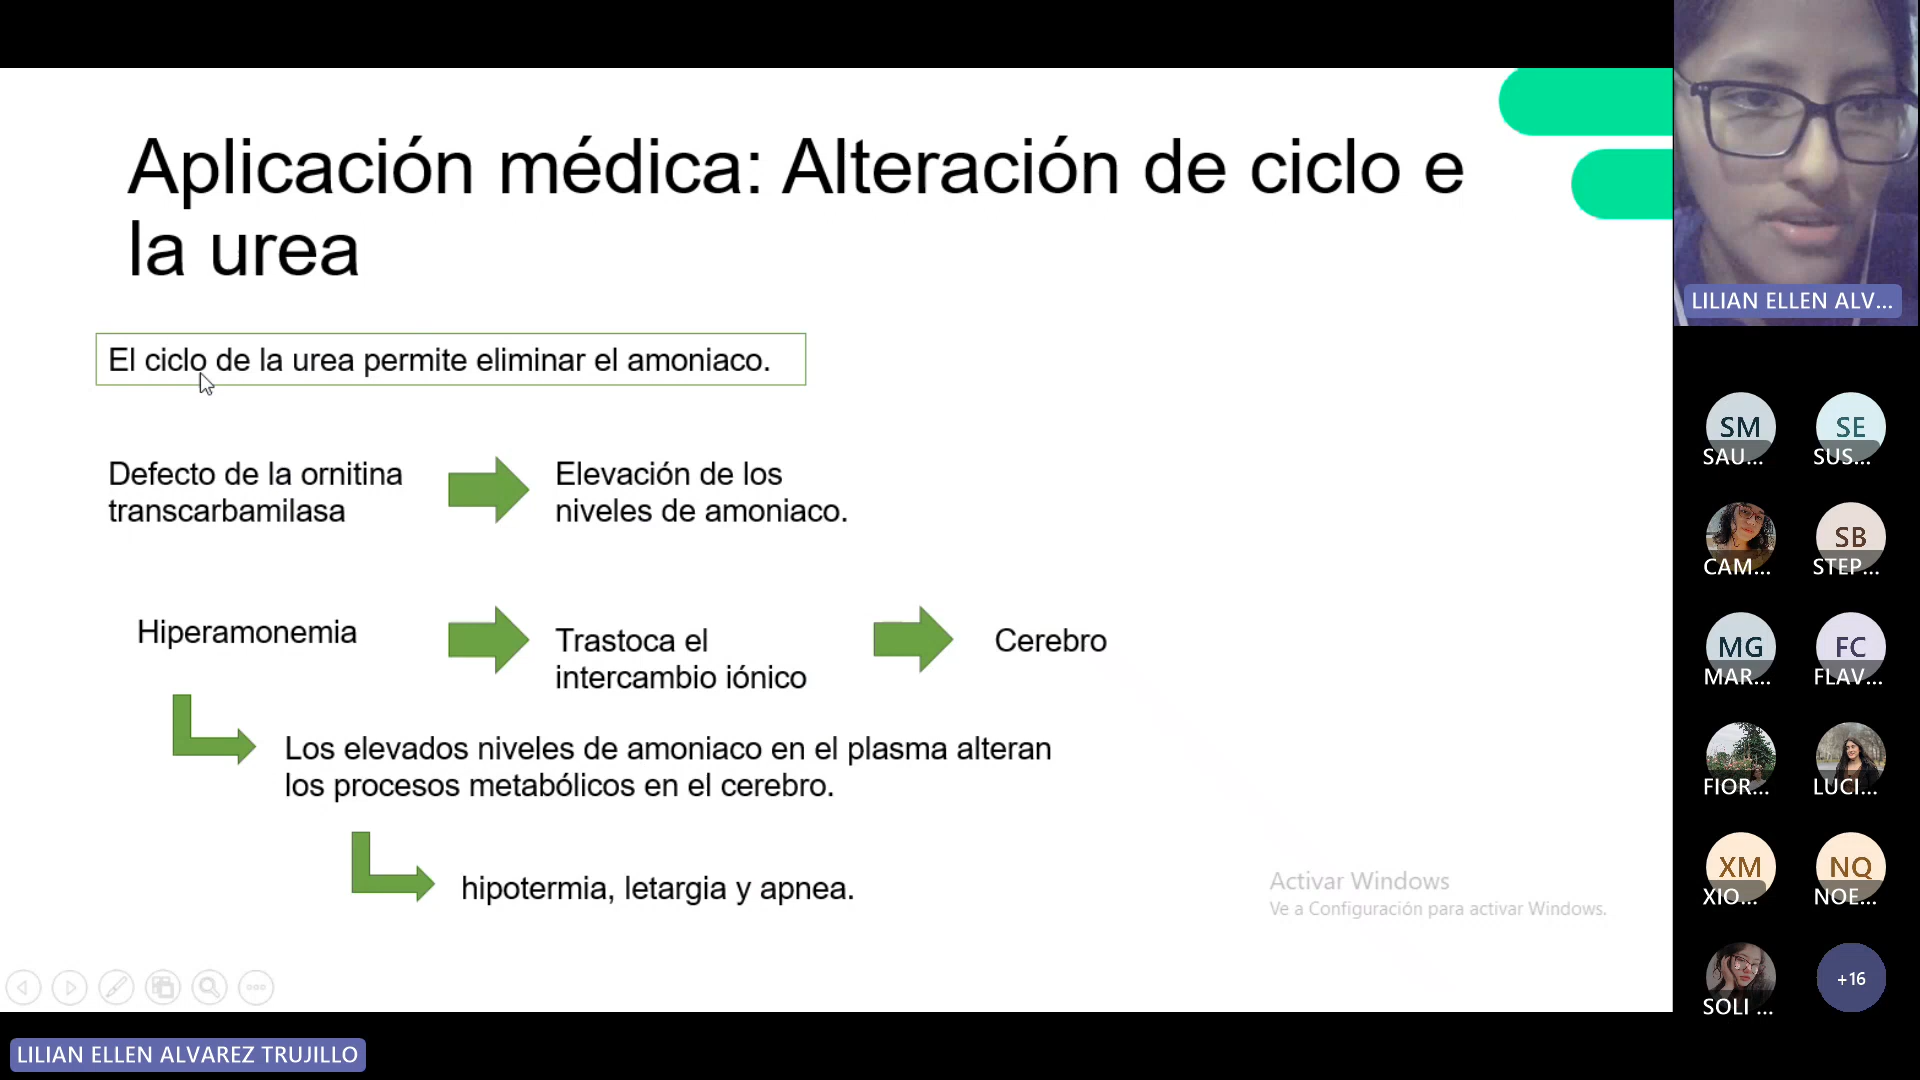 Aplicación médica: Alteración de ciclo e
la urea
El ciclo de la urea permite eliminar el amoniaco.
Defecto de la ornitina
transcarbamilasa
Elevación de los
niveles de amoniaco.
Hiperamonemia
Trastoca el
intercambio iónico
Cerebro
Los elevados niveles de amoniaco en el plasma alteran
los procesos metabólicos en el cerebro.
hipotermia, letargia y apnea.
Activar Windows
Ve a Configuración para activar Windows.
LILIAN ELLEN ALVAREZ TRUJILLO
LILIAN ELLEN ALV...
SM
SAU...
SE
SUS...
CAM...
SB
STEP...
MG
MAR...
FC
FLAV...
FIOR...
LUCI...
XM
XIO...
NQ
NOE...
SOLI ...
+16